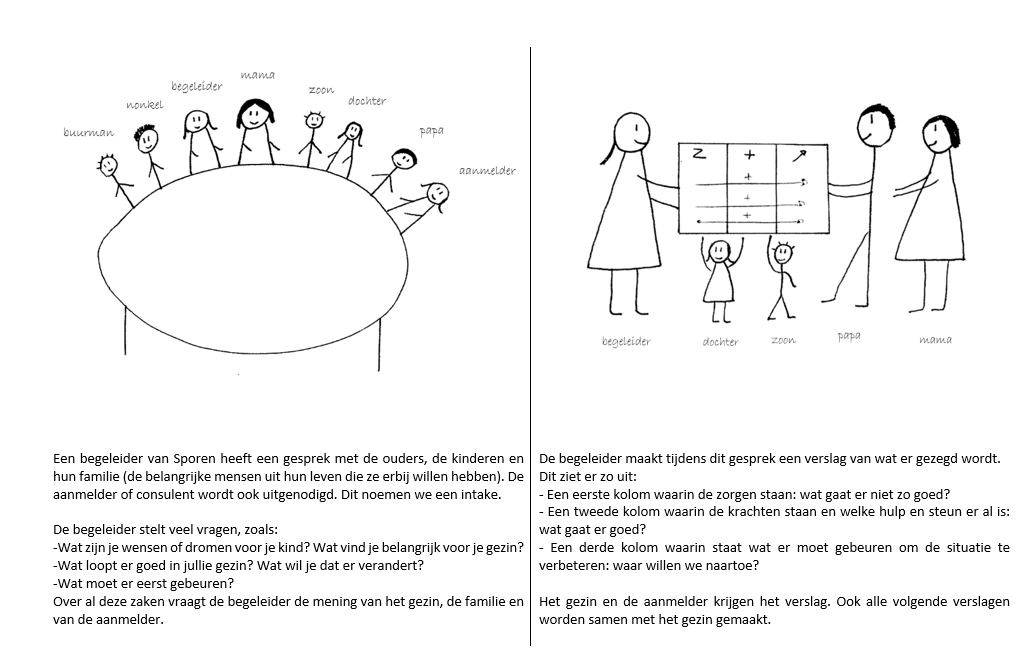 mama
begeleider
zoon
dochter
nonkel
buurman
papa
aanmelder
Een begeleider van Sporen heeft een gesprek met de ouders, de kinderen en
hun familie (de belangrijke mensen uit hun leven die ze erbij willen hebben). De
aanmelder of consulent wordt ook uitgenodigd. Dit noemen we een intake.
De begeleider stelt veel vragen, zoals:
-Wat zijn je wensen of dromen voor je kind? Wat vind je belangrijk voor je gezin?
-Wat loopt er goed in jullie gezin? Wat wil je dat er verandert?
-Wat moet er eerst gebeuren?
Over al deze zaken vraagt de begeleider de mening van het gezin, de familie en
van de aanmelder.
Z +
+
+
+
begeleider dochter zoon papa mama
De begeleider maakt tijdens dit gesprek een verslag van wat er gezegd wordt.
Dit ziet er zo uit:
- Een eerste kolom waarin de zorgen staan: wat gaat er niet zo goed?
- Een tweede kolom waarin de krachten staan en welke hulp en steun er al is:
wat gaat er goed?
- Een derde kolom waarin staat wat er moet gebeuren om de situatie te
verbeteren: waar willen we naartoe?
Het gezin en de aanmelder krijgen het verslag. Ook alle volgende verslagen
worden samen met het gezin gemaakt.